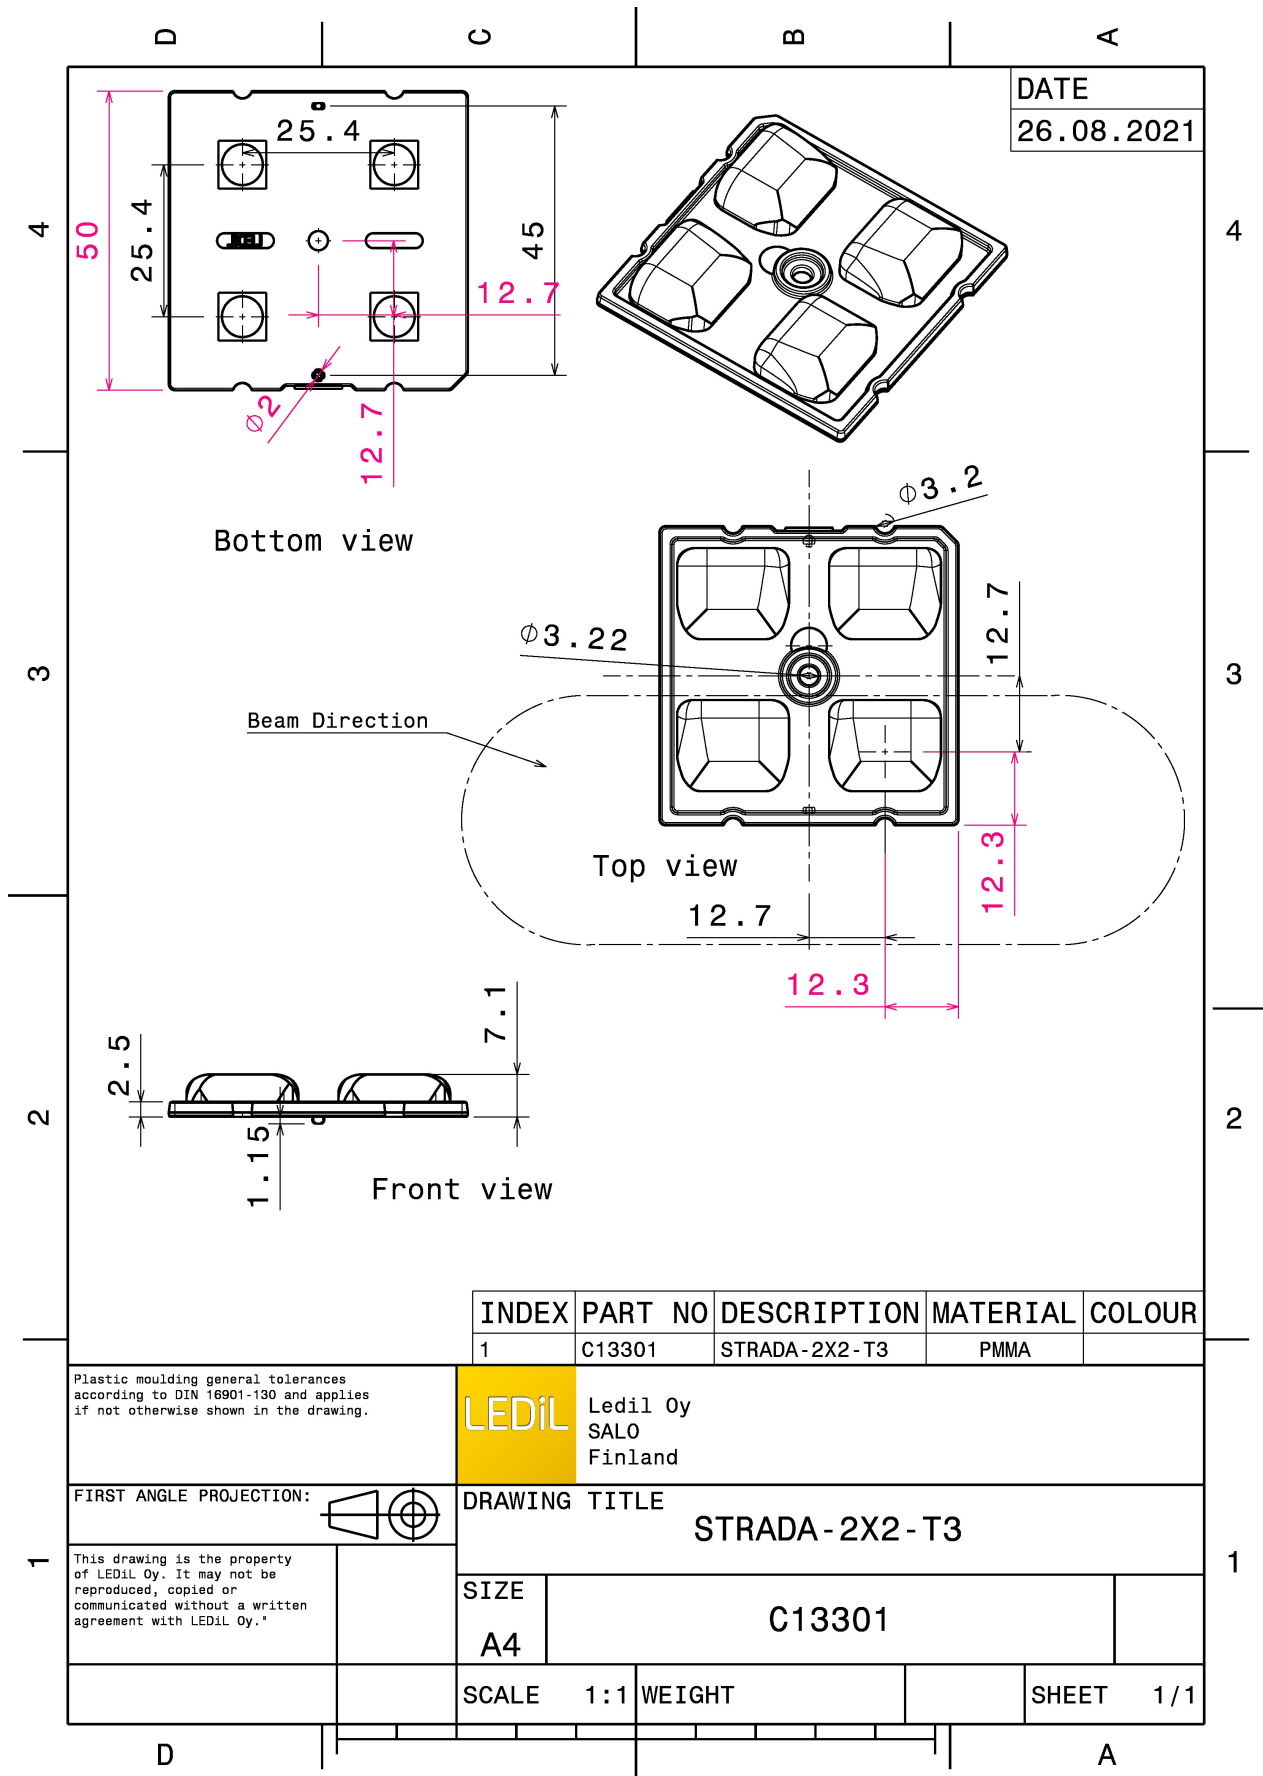 D C B A
DATE
26.08.2021
4
4
25.4
25.4
50
45
12.7
12.7
Ø2
Bottom view
Ø3.2
Ø3.22
12.7
3
3
Beam Direction
12.3
Top view
12.7
12.3
7.1
2.5
1.15
2
2
Front view
INDEX PART NO DESCRIPTION MATERIAL COLOUR
1 C13301 STRADA-2X2-T3 PMMA
Plastic moulding general tolerances
according to DIN 16901-130 and applies
if not otherwise shown in the drawing.
LEDiL
Ledil Oy
SALO
Finland
FIRST ANGLE PROJECTION:
DRAWING TITLE
STRADA-2X2-T3
This drawing is the property
of LEDiL Oy. It may not be
reproduced, copied or
communicated without a written
agreement with LEDiL Oy."
1
1
SIZE
A4
C13301
SCALE 1:1 WEIGHT SHEET 1/1
D A